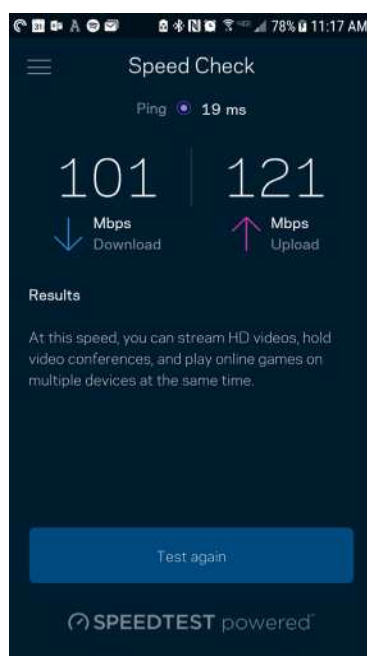 78% 11:17 AM
Speed Check
Ping 19 ms
101 121
Mbps Mbps
Download Upload
Results
At this speed, you can stream HD videos, hold
video conferences, and play online games on
multiple devices at the same time.
Test again
SPEEDTEST powered